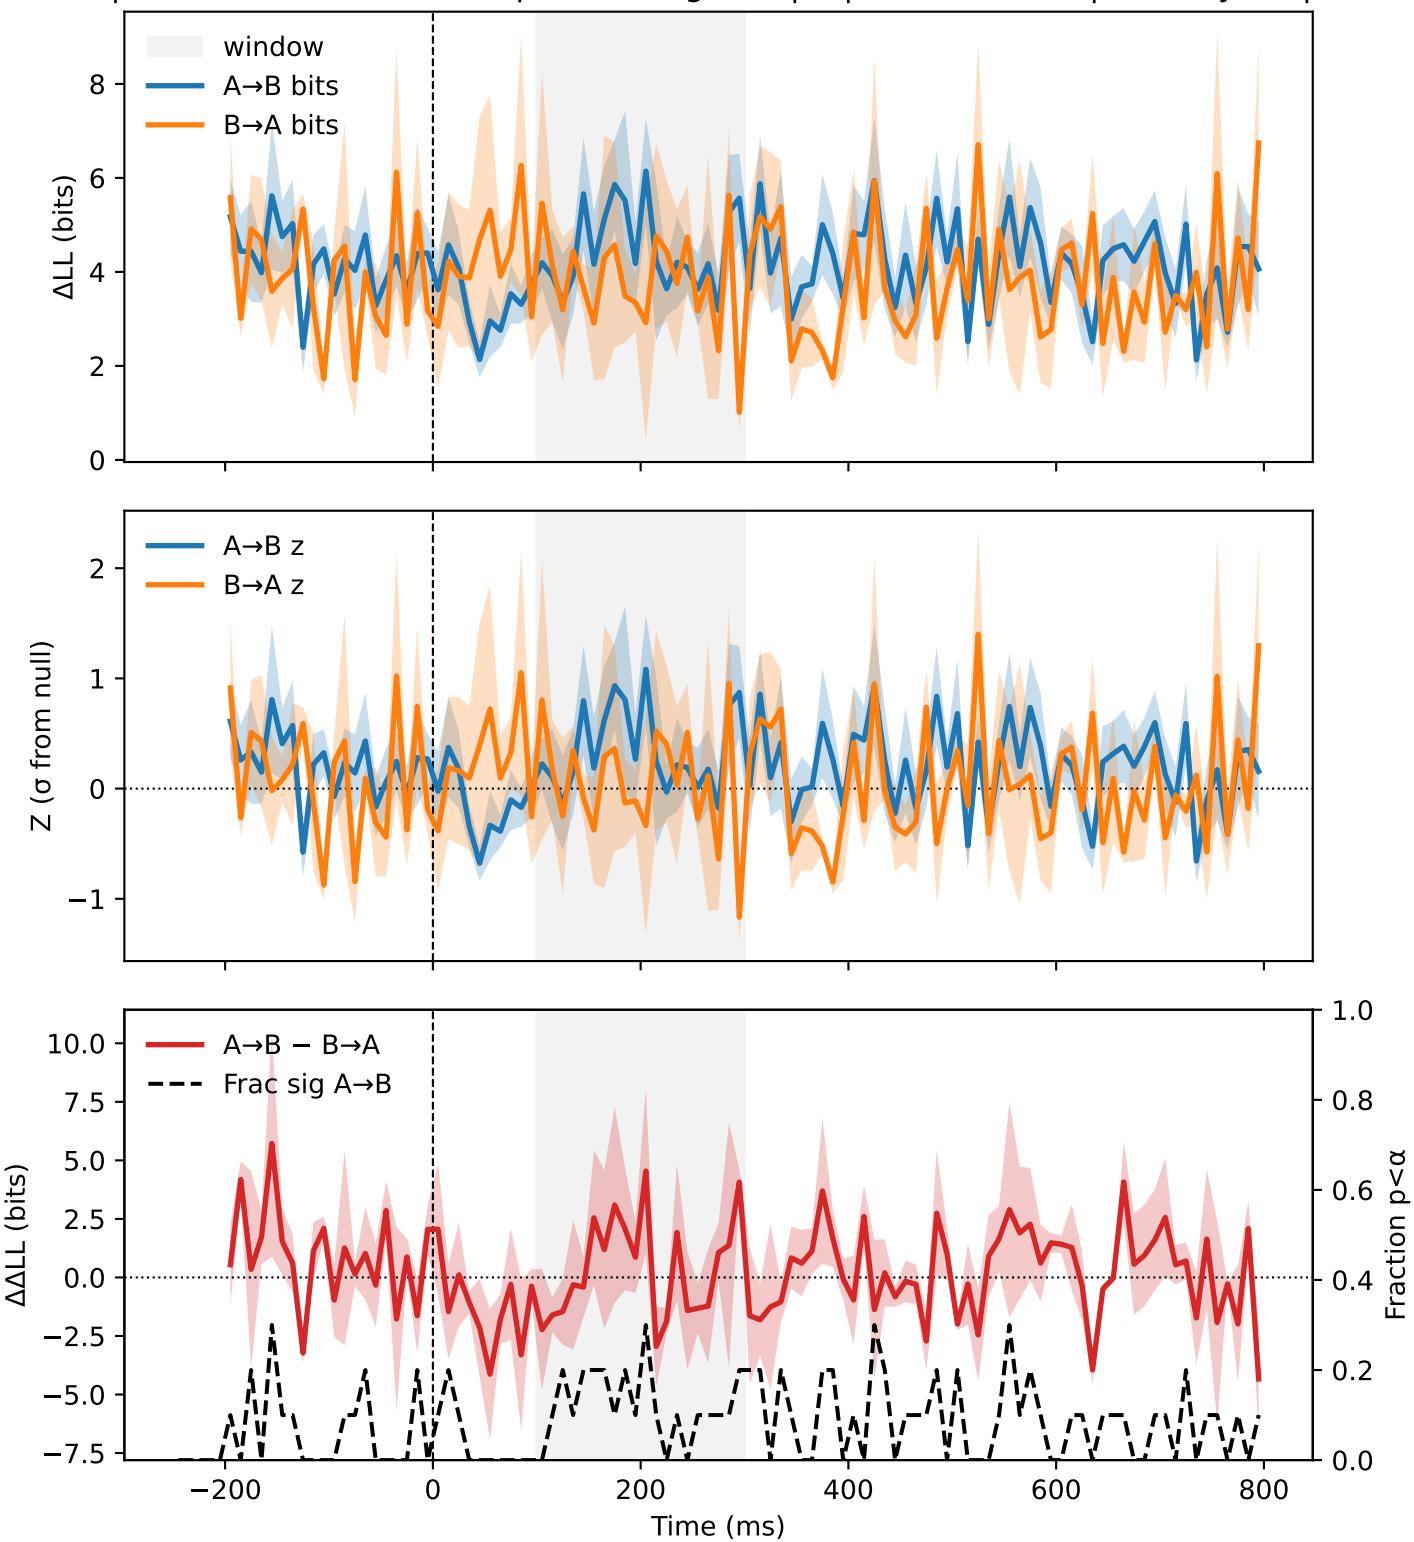 window
A→B bits
B→A bits
ΔLL (bits)
8
6
4
2
0
A→B z
B→A z
Z (σ from null)
2
1
0
−1
A→B − B→A
Frac sig A→B
ΔΔLL (bits)
10.0
7.5
5.0
2.5
0.0
−2.5
−5.0
−7.5
1.0
0.8
0.6
0.4
0.2
0.0
Fraction p<α
−200
0
200
400
600
800
Time (ms)